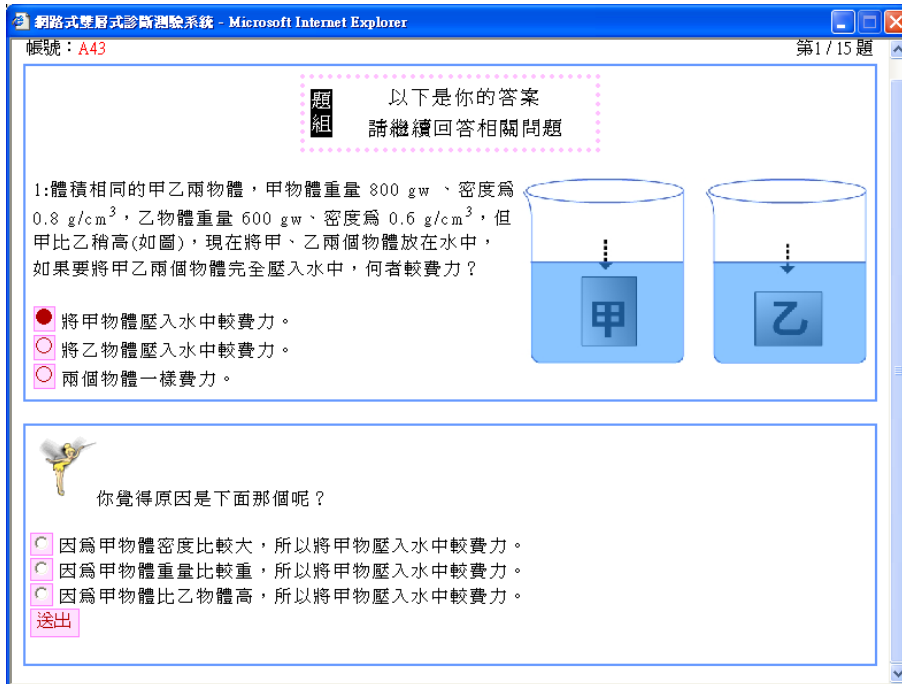 網路式雙層式診斷測驗系統 - Microsoft Internet Explorer
帳號：A43
第1 / 15 題
題組
以下是你的答案
請繼續回答相關問題
1:體積相同的甲乙兩物體，甲物體重量 800 gw 、密度為
0.8 g/cm³，乙物體重量 600 gw、密度為 0.6 g/cm³，但
甲比乙稍高(如圖)，現在將甲、乙兩個物體放在水中，
如果要將甲乙兩個物體完全壓入水中，何者較費力？
甲
乙
將甲物體壓入水中較費力。
將乙物體壓入水中較費力。
兩個物體一樣費力。
你覺得原因是下面那個呢？
因為甲物體密度比較大，所以將甲物壓入水中較費力。
因為甲物體重量比較重，所以將甲物壓入水中較費力。
因為甲物體比乙物體高，所以將甲物壓入水中較費力。
送出